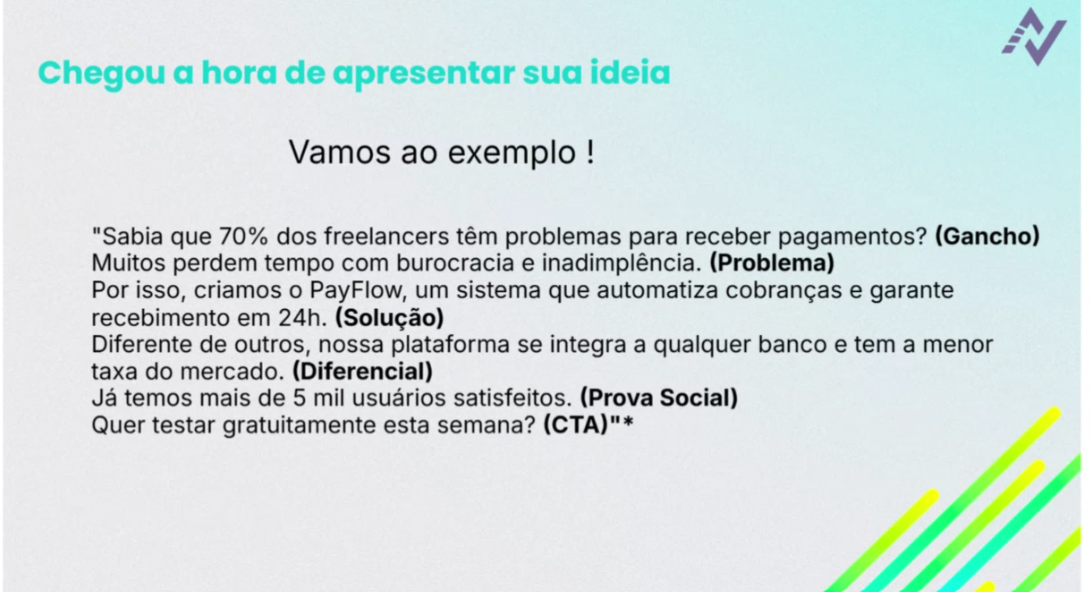 Chegou a hora de apresentar sua ideia
Vamos ao exemplo !
"Sabia que 70% dos freelancers têm problemas para receber pagamentos? (Gancho)
Muitos perdem tempo com burocracia e inadimplência. (Problema)
Por isso, criamos o PayFlow, um sistema que automatiza cobranças e garante
recebimento em 24h. (Solução)
Diferente de outros, nossa plataforma se integra a qualquer banco e tem a menor
taxa do mercado. (Diferencial)
Já temos mais de 5 mil usuários satisfeitos. (Prova Social)
Quer testar gratuitamente esta semana? (CTA)"*